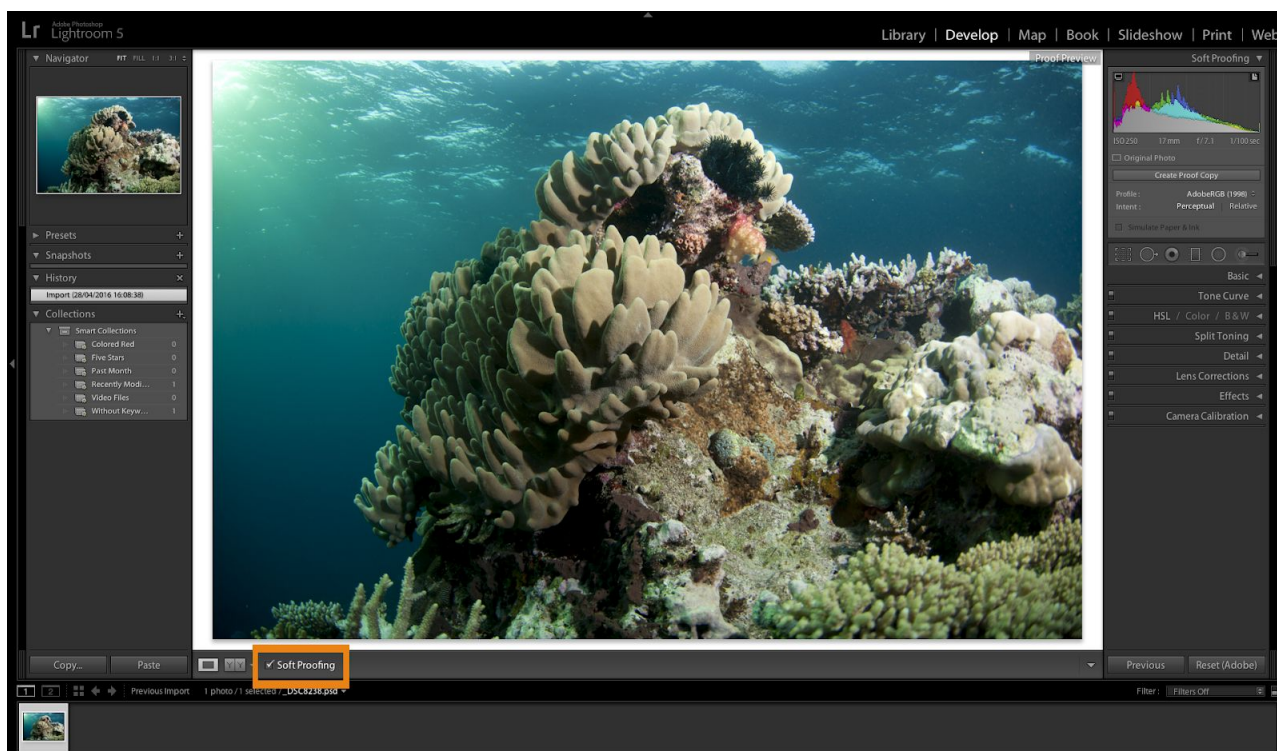 Lr Adobe Photoshop
Lightroom 5
Library | Develop | Map | Book | Slideshow | Print | Web
Navigator FIT FILL 1:1 3:1
Proof Preview
Soft Proofing
ISO 250 17 mm f/7.1 1/100 sec
Original Photo
Create Proof Copy
Profile: AdobeRGB (1998)
Intent: Perceptual Relative
Simulate Paper & Ink
Presets +
Snapshots +
History ×
Import (28/04/2016 16:08:38)
Collections +
Smart Collections
Colored Red 0
Five Stars 0
Past Month 0
Recently Modi... 1
Video Files 0
Without Keyw... 1
Basic
Tone Curve
HSL / Color / B & W
Split Toning
Detail
Lens Corrections
Effects
Camera Calibration
Copy... Paste
Y Y
Soft Proofing
Previous Reset (Adobe)
1 2 Previous Import 1 photo / 1 selected / _DSC8238.psd
Filter: Filters Off